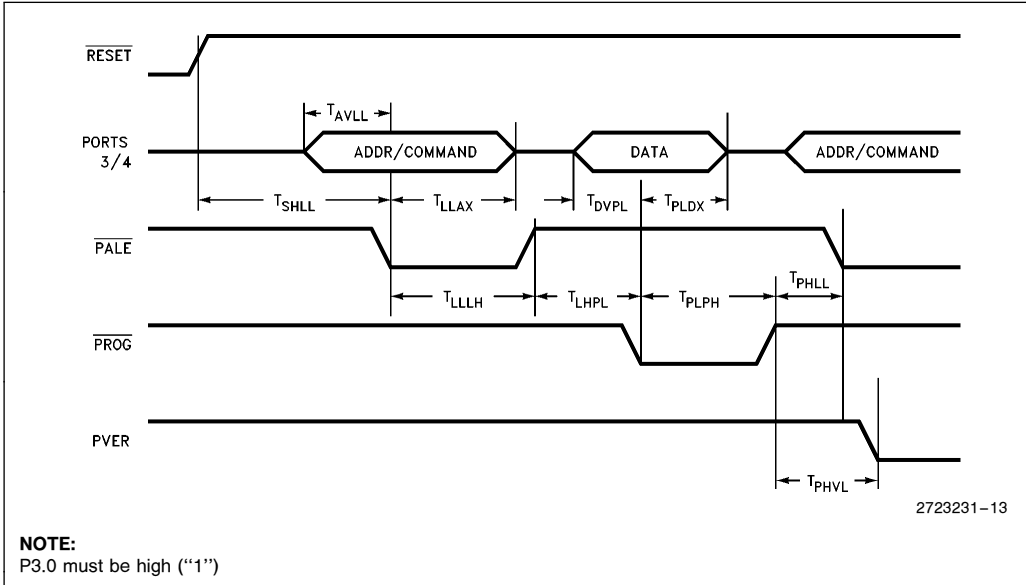 RESET
T_AVLL
PORTS
3/4
ADDR/COMMAND
DATA
ADDR/COMMAND
T_SHLL
T_LLAX
T_DVPL
T_PLDX
PALE
T_PHLL
T_LLLH
T_LHPL
T_PLPH
PROG
PVER
T_PHVL
2723231–13
NOTE:
P3.0 must be high (‘‘1’’)